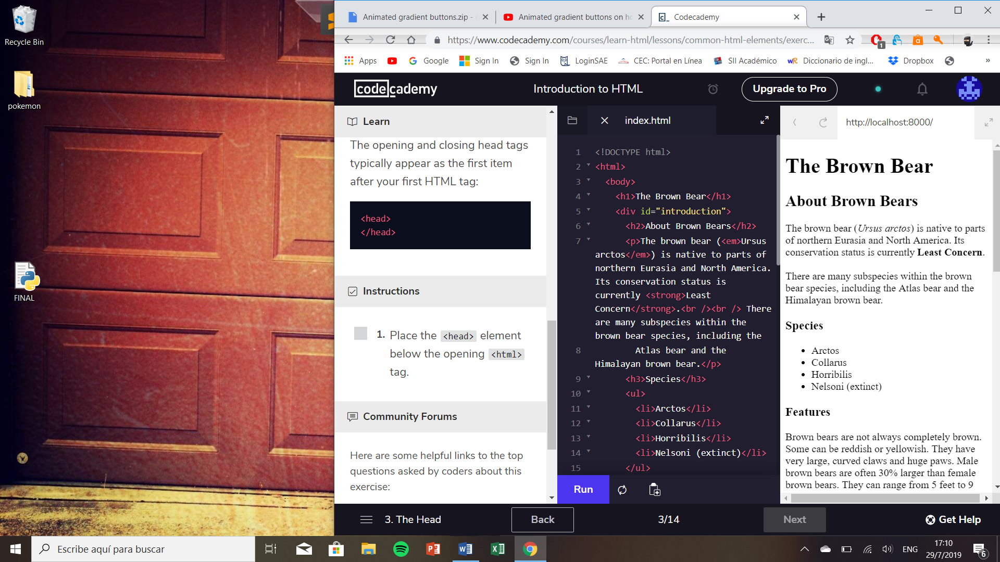 Recycle Bin
pokemon
FINAL
Animated gradient buttons.zip -
Animated gradient buttons on ho
Codecademy
https://www.codecademy.com/courses/learn-html/lessons/common-html-elements/exerc...
1
Apps
Google
Sign In
Sign In
LoginSAE
CEC: Portal en Línea
SII Académico
Diccionario de ingl...
Dropbox
»
codecademy
Introduction to HTML
Upgrade to Pro
Learn
The opening and closing head tags
typically appear as the first item
after your first HTML tag:
<head>
</head>
Instructions
1. Place the <head> element
below the opening <html>
tag.
Community Forums
Here are some helpful links to the top
questions asked by coders about this
exercise:
index.html
1 <!DOCTYPE html>
2 <html>
3 <body>
4 <h1>The Brown Bear</h1>
5 <div id="introduction">
6 <h2>About Brown Bears</h2>
7 <p>The brown bear (<em>Ursus
arctos</em>) is native to parts of
northern Eurasia and North America.
Its conservation status is
currently <strong>Least
Concern</strong>.<br /><br /> There
are many subspecies within the
brown bear species, including the
8 Atlas bear and the
Himalayan brown bear.</p>
9 <h3>Species</h3>
10 <ul>
11 <li>Arctos</li>
12 <li>Collarus</li>
13 <li>Horribilis</li>
14 <li>Nelsoni (extinct)</li>
15 </ul>
Run
http://localhost:8000/
The Brown Bear
About Brown Bears
The brown bear (Ursus arctos) is native to parts
of northern Eurasia and North America. Its
conservation status is currently Least Concern.
There are many subspecies within the brown
bear species, including the Atlas bear and the
Himalayan brown bear.
Species
• Arctos
• Collarus
• Horribilis
• Nelsoni (extinct)
Features
Brown bears are not always completely brown.
Some can be reddish or yellowish. They have
very large, curved claws and huge paws. Male
brown bears are often 30% larger than female
brown bears. They can range from 5 feet to 9
3. The Head
Back
3/14
Next
Get Help
Escribe aquí para buscar
ENG
17:10
29/7/2019
6